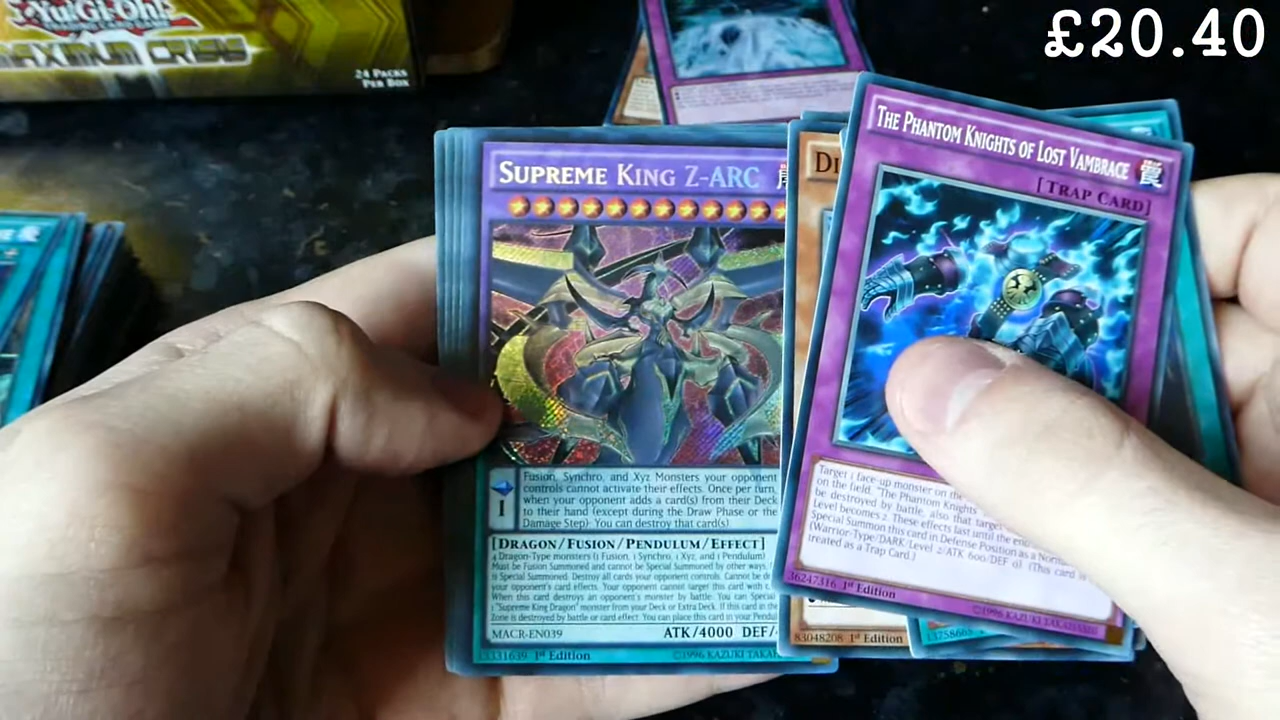 Yu-Gi-Oh!
MAXIMUM CRISIS
24 PACKS
PER BOX
£20.40
SUPREME KING Z-ARC
I
Fusion, Synchro, and Xyz Monsters your opponent
controls cannot activate their effects. Once per turn,
when your opponent adds a card(s) from their Deck
to their hand (except during the Draw Phase or the
Damage Step): You can destroy that card(s).
[DRAGON/FUSION/PENDULUM/EFFECT]
4 Dragon-Type monsters (1 Fusion, 1 Synchro, 1 Xyz, and 1 Pendulum)
Must be Fusion Summoned and cannot be Special Summoned by other ways.
is Special Summoned: Destroy all cards your opponent controls. Cannot be
your opponent's card effects. Your opponent cannot target this card with
When this card destroys an opponent's monster by battle: You can Special
1 "Supreme King Dragon" monster from your Deck or Extra Deck. If this card in the
Zone is destroyed by battle or card effect: You can place this card in your
MACR-EN039
ATK/4000 DEF/
1st Edition
©1996 KAZUKI
DI
83048208 1st Edition
THE PHANTOM KNIGHTS OF LOST VAMBRACE
[TRAP CARD]
Target 1 face-up monster on the
on the field, "The Phantom Knights
be destroyed by battle, also that target
Level becomes 2. These effects last until the end
Special Summon this card in Defense Position as a
(Warrior-Type/DARK/Level 2/ATK 600/DEF 0). (This card is
treated as a Trap Card.)
36247316 1st Edition
©1996 KAZUKI TAKAHASHI